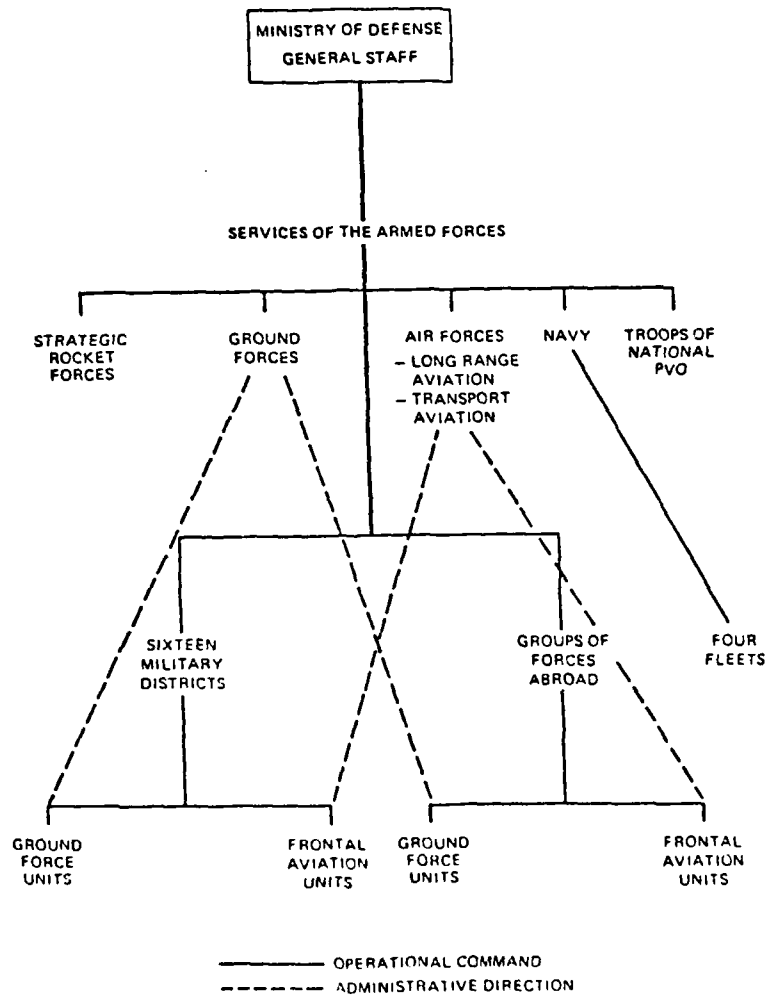 MINISTRY OF DEFENSE
GENERAL STAFF
SERVICES OF THE ARMED FORCES
STRATEGIC
ROCKET
FORCES
GROUND
FORCES
AIR FORCES
– LONG RANGE
AVIATION
– TRANSPORT
AVIATION
NAVY
TROOPS OF
NATIONAL
PVO
SIXTEEN
MILITARY
DISTRICTS
GROUPS OF
FORCES
ABROAD
FOUR
FLEETS
GROUND
FORCE
UNITS
FRONTAL
AVIATION
UNITS
GROUND
FORCE
UNITS
FRONTAL
AVIATION
UNITS
OPERATIONAL COMMAND
ADMINISTRATIVE DIRECTION